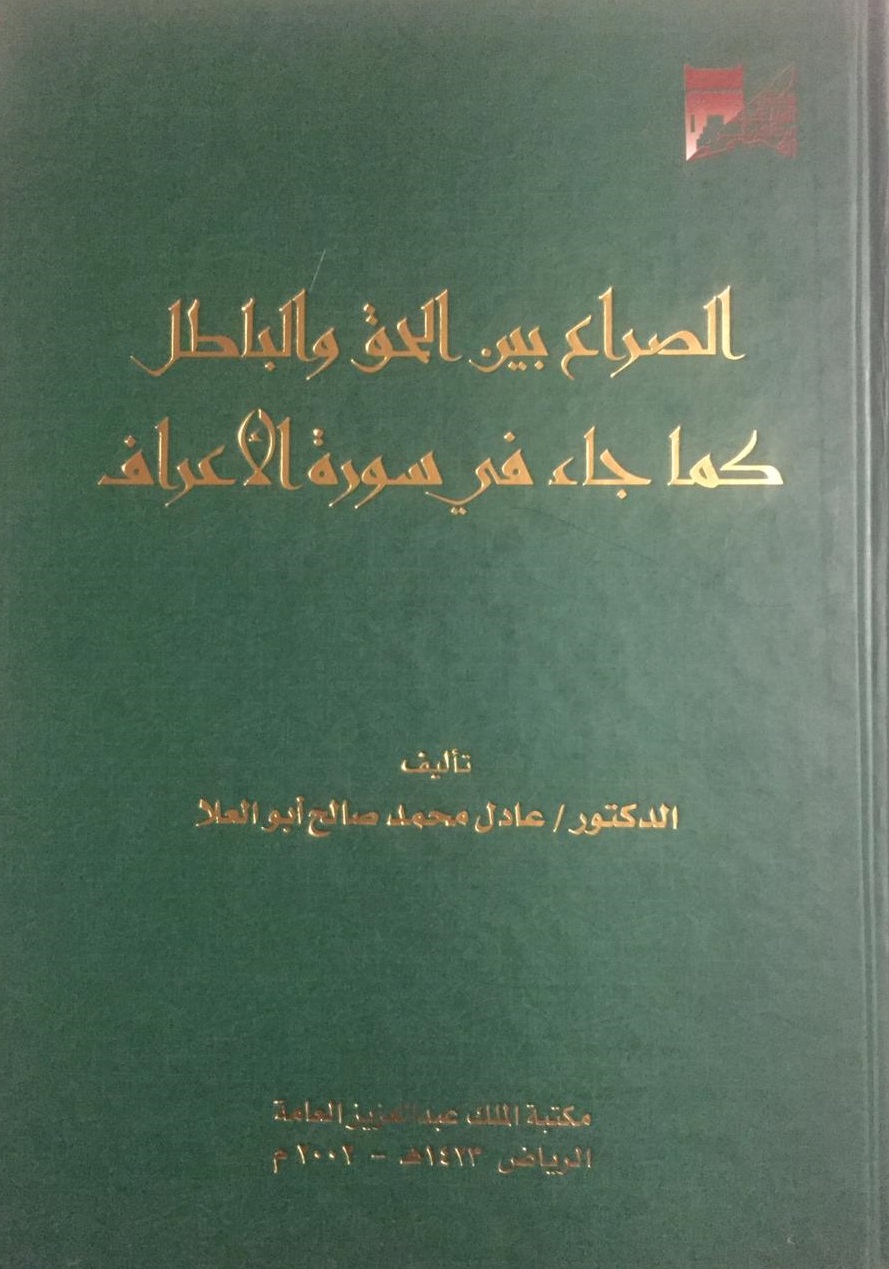 الصراع بين الحق والباطل
كما جاء في سورة الأعراف
تأليف
الدكتور / عادل محمد صالح أبو العلا
مكتبة الملك عبدالعزيز العامة
الرياض ١٤٢٣هـ - ٢٠٠٢ م